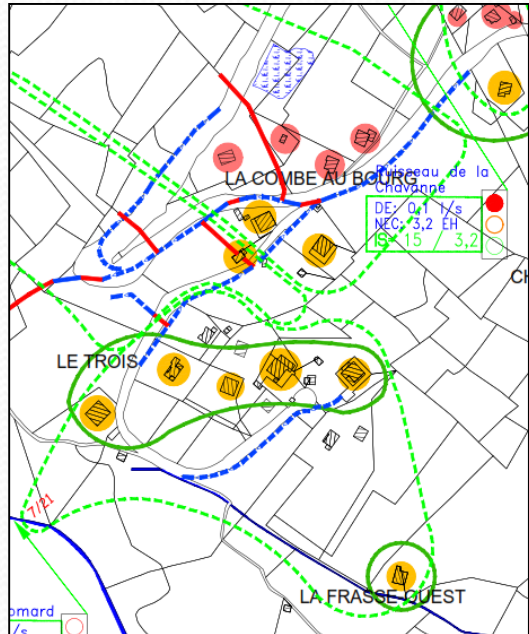 LA COMBE AU BOURG
Ruisseau de la
Chavanne
DE: 0,1 l/s
NEC: 3,2 EH
IS: 15 / 3,2
CH
LE TROIS
7/21
LA FRASSE OUEST
omard
/s